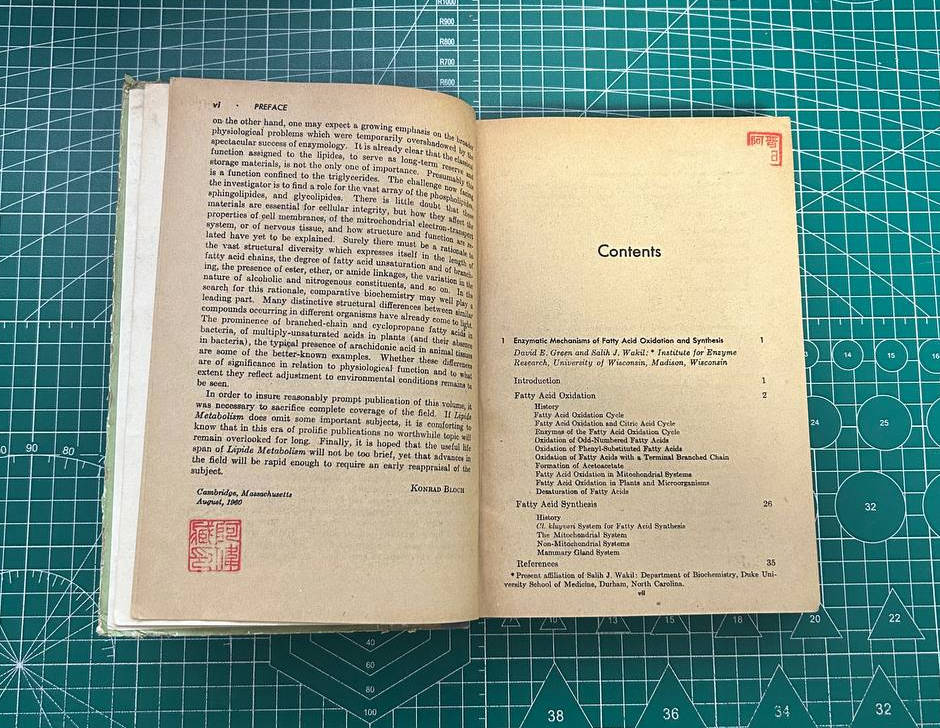 vi · PREFACE
on the other hand, one may expect a growing emphasis on the broader
physiological problems which were temporarily overshadowed by the
spectacular success of enzymology. It is already clear that the classical
function assigned to the lipides, to serve as long-term reserve and
storage materials, is not the only one of importance. Presumably this
is a function confined to the triglycerides. The challenge now facing
the investigator is to find a role for the vast array of the phospholipides,
sphingolipids, and glycolipides. There is little doubt that these
materials are essential for cellular integrity, but how they affect the
properties of cell membranes, of the mitrochondrial electron-transport
system, or of nervous tissue, and how structure and function are re-
lated have yet to be explained. Surely there must be a rationale to
the vast structural diversity which expresses itself in the length of
fatty acid chains, the degree of fatty acid unsaturation and of branch-
ing, the presence of ester, ether, or amide linkages, the variation in the
nature of alcoholic and nitrogenous constituents, and so on. In the
search for this rationale, comparative biochemistry may well play a
leading part. Many distinctive structural differences between similar
compounds occurring in different organisms have already come to light.
The prominence of branched-chain and cyclopropane fatty acids in
bacteria, of multiply-unsaturated acids in plants (and their absence
in bacteria), the typical presence of arachidonic acid in animal tissues
are some of the better-known examples. Whether these differences
are of significance in relation to physiological function and to what
extent they reflect adjustment to environmental conditions remains to
be seen.
In order to insure reasonably prompt publication of this volume, it
was necessary to sacrifice complete coverage of the field. If Lipide
Metabolism does omit some important subjects, it is comforting to
know that in this era of prolific publications no worthwhile topic will
remain overlooked for long. Finally, it is hoped that the useful life
span of Lipide Metabolism will not be too brief, yet that advances in
the field will be rapid enough to require an early reappraisal of the
subject.
KONRAD BLOCH
Cambridge, Massachusetts
August, 1960
Contents
1 Enzymatic Mechanisms of Fatty Acid Oxidation and Synthesis 1
David E. Green and Salih J. Wakil:* Institute for Enzyme
Research, University of Wisconsin, Madison, Wisconsin
Introduction 1
Fatty Acid Oxidation 2
History
Fatty Acid Oxidation Cycle
Fatty Acid Oxidation and Citric Acid Cycle
Enzymes of the Fatty Acid Oxidation Cycle
Oxidation of Odd-Numbered Fatty Acids
Oxidation of Phenyl-Substituted Fatty Acids
Oxidation of Fatty Acids with a Terminal Branched Chain
Formation of Acetoacetate
Fatty Acid Oxidation in Mitochondrial Systems
Fatty Acid Oxidation in Plants and Microorganisms
Desaturation of Fatty Acids
Fatty Acid Synthesis 26
History
Cl. kluyveri System for Fatty Acid Synthesis
The Mitochondrial System
Non-Mitochondrial Systems
Mammary Gland System
References 35
* Present affiliation of Salih J. Wakil: Department of Biochemistry, Duke Uni-
versity School of Medicine, Durham, North Carolina.
vii
R1000
R900
R800
R700
R600
90
80
14
16
25
32
20
22
40
60
80
100
38
36
34
32